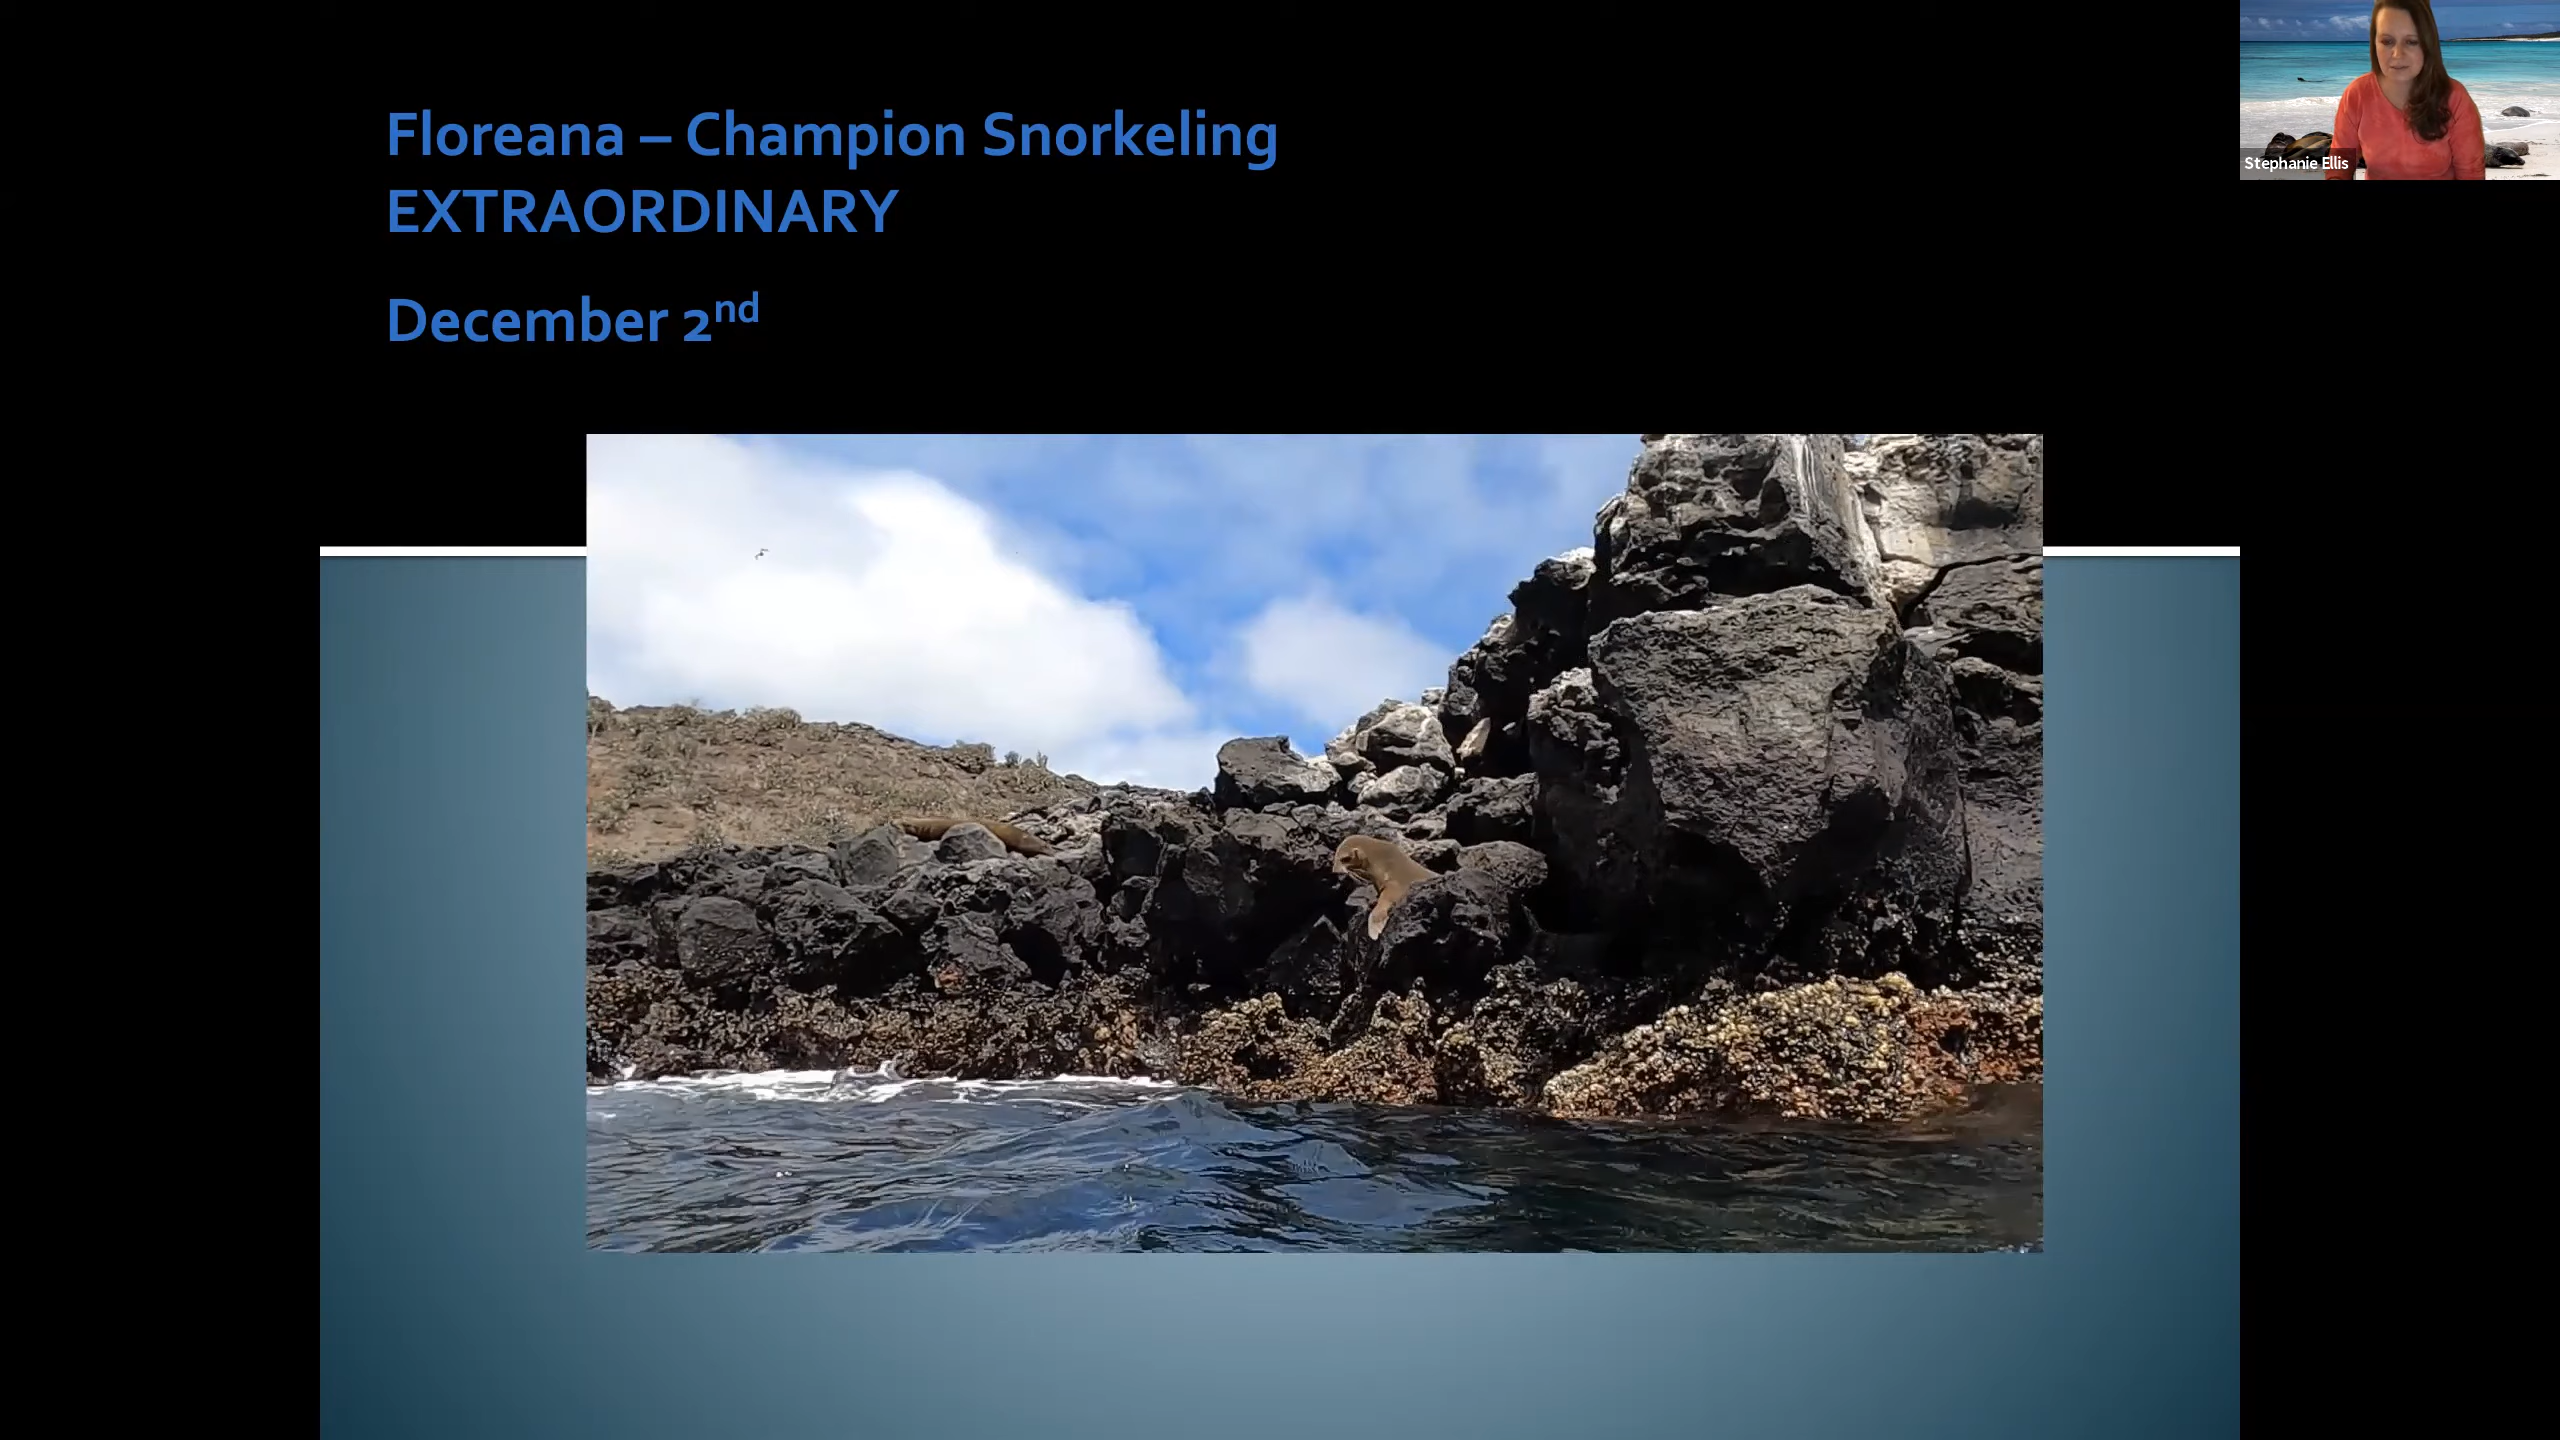 Floreana – Champion Snorkeling
EXTRAORDINARY
December 2nd
Stephanie Ellis